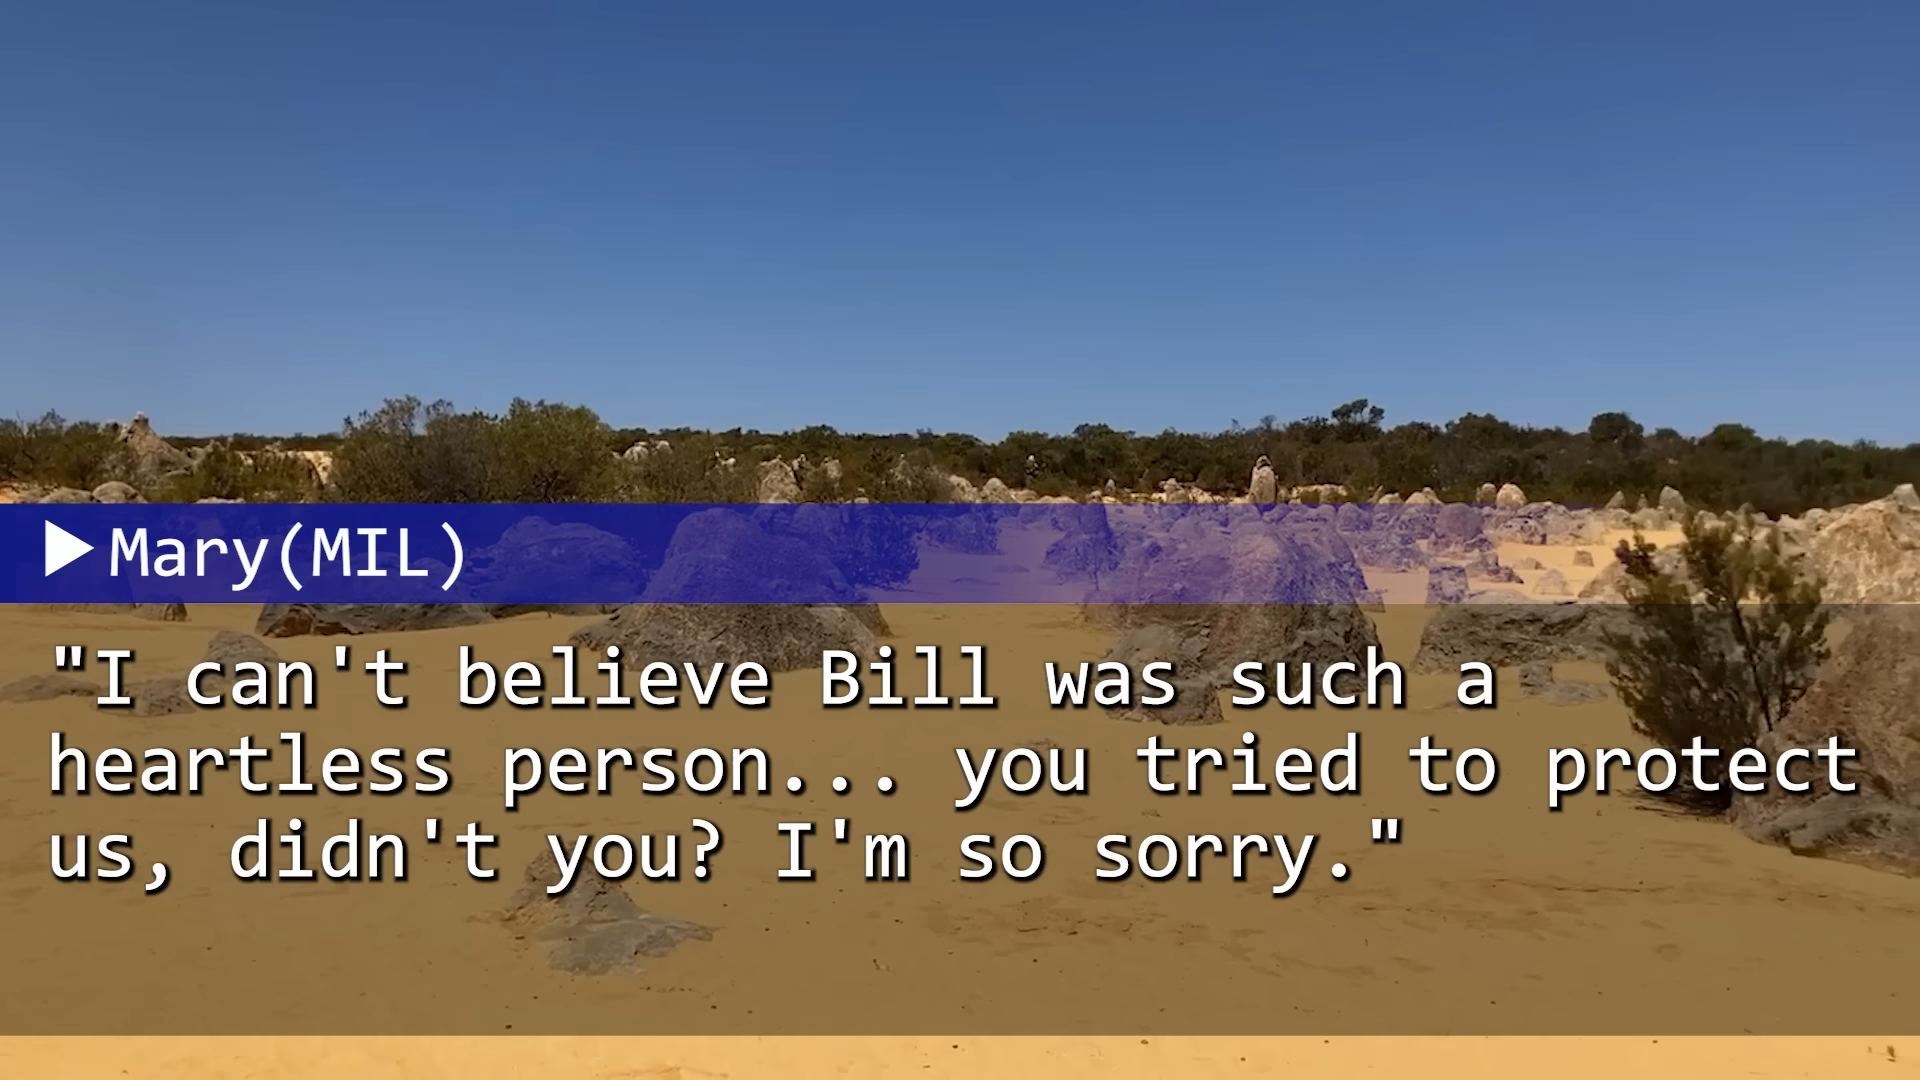 ▶Mary(MIL)
"I can't believe Bill was such a
heartless person... you tried to protect
us, didn't you? I'm so sorry."